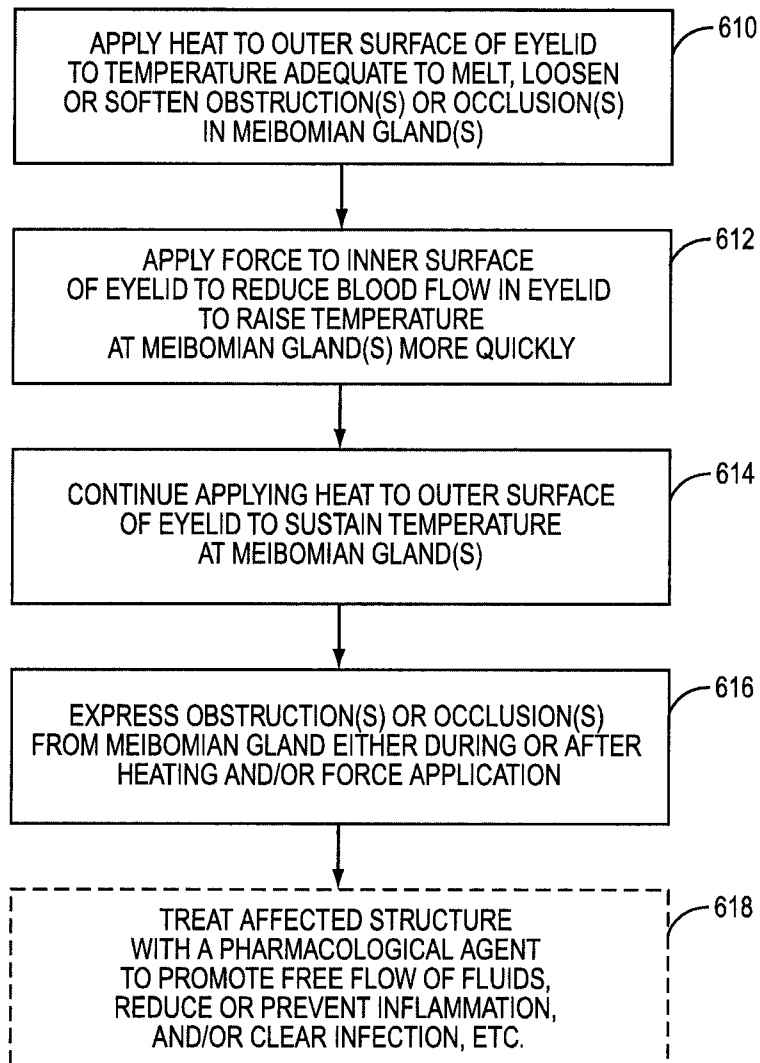 APPLY HEAT TO OUTER SURFACE OF EYELID
TO TEMPERATURE ADEQUATE TO MELT, LOOSEN
OR SOFTEN OBSTRUCTION(S) OR OCCLUSION(S)
IN MEIBOMIAN GLAND(S)
610
APPLY FORCE TO INNER SURFACE
OF EYELID TO REDUCE BLOOD FLOW IN EYELID
TO RAISE TEMPERATURE
AT MEIBOMIAN GLAND(S) MORE QUICKLY
612
CONTINUE APPLYING HEAT TO OUTER SURFACE
OF EYELID TO SUSTAIN TEMPERATURE
AT MEIBOMIAN GLAND(S)
614
EXPRESS OBSTRUCTION(S) OR OCCLUSION(S)
FROM MEIBOMIAN GLAND EITHER DURING OR AFTER
HEATING AND/OR FORCE APPLICATION
616
TREAT AFFECTED STRUCTURE
WITH A PHARMACOLOGICAL AGENT
TO PROMOTE FREE FLOW OF FLUIDS,
REDUCE OR PREVENT INFLAMMATION,
AND/OR CLEAR INFECTION, ETC.
618